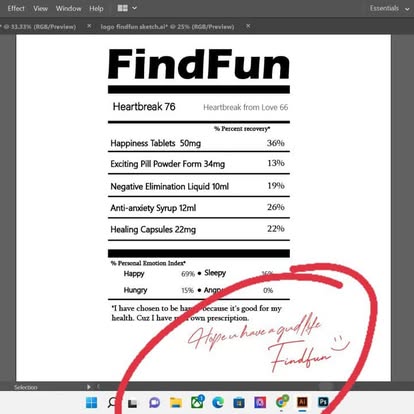 Effect View Window Help
Essentials
@ 33.33% (RGB/Preview) × logo findfun sketch.ai* @ 25% (RGB/Preview) ×
FindFun
Heartbreak 76 Heartbreak from Love 66
% Percent recovery*
Happiness Tablets 50mg 36%
Exciting Pill Powder Form 34mg 13%
Negative Elimination Liquid 10ml 19%
Anti-anxiety Syrup 12ml 26%
Healing Capsules 22mg 22%
% Personal Emotion Index*
Happy 69% • Sleepy 16%
Hungry 15% • Angry 0%
*I have chosen to be happy because it's good for my
health. Cuz I have my own prescription.
Hope u have a gud life
Findfun
Selection